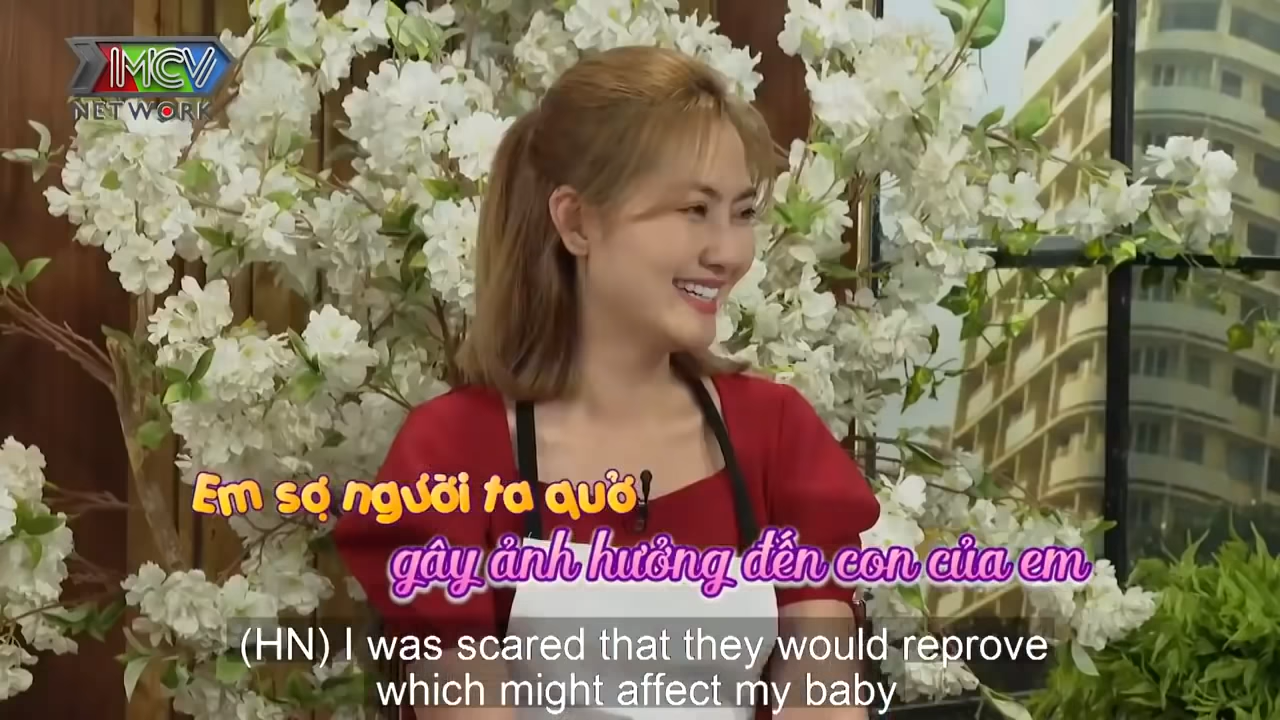 MCV
NETWORK
Em sợ người ta quở
gây ảnh hưởng đến con của em
(HN) I was scared that they would reprove
which might affect my baby